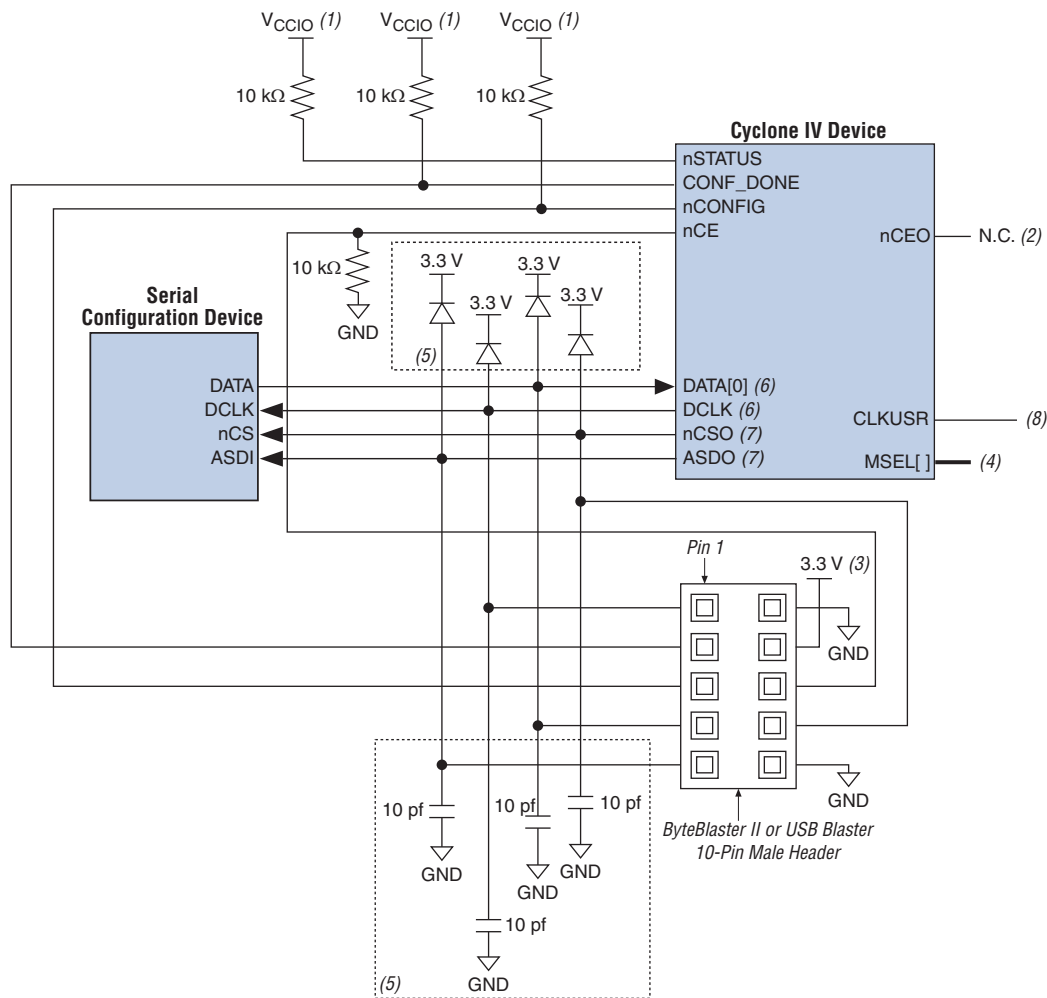 VCCIO (1) VCCIO (1) VCCIO (1)
10 kΩ 10 kΩ 10 kΩ
Cyclone IV Device
nSTATUS
CONF_DONE
nCONFIG
nCE
nCEO N.C. (2)
10 kΩ
GND
3.3 V 3.3 V
3.3 V 3.3 V
(5)
Serial
Configuration Device
DATA
DCLK
nCS
ASDI
DATA[0] (6)
DCLK (6)
nCSO (7)
ASDO (7)
CLKUSR (8)
MSEL[ ] (4)
Pin 1
3.3 V (3)
GND
GND
10 pf 10 pf 10 pf
GND GND GND
10 pf
GND
(5)
ByteBlaster II or USB Blaster
10-Pin Male Header